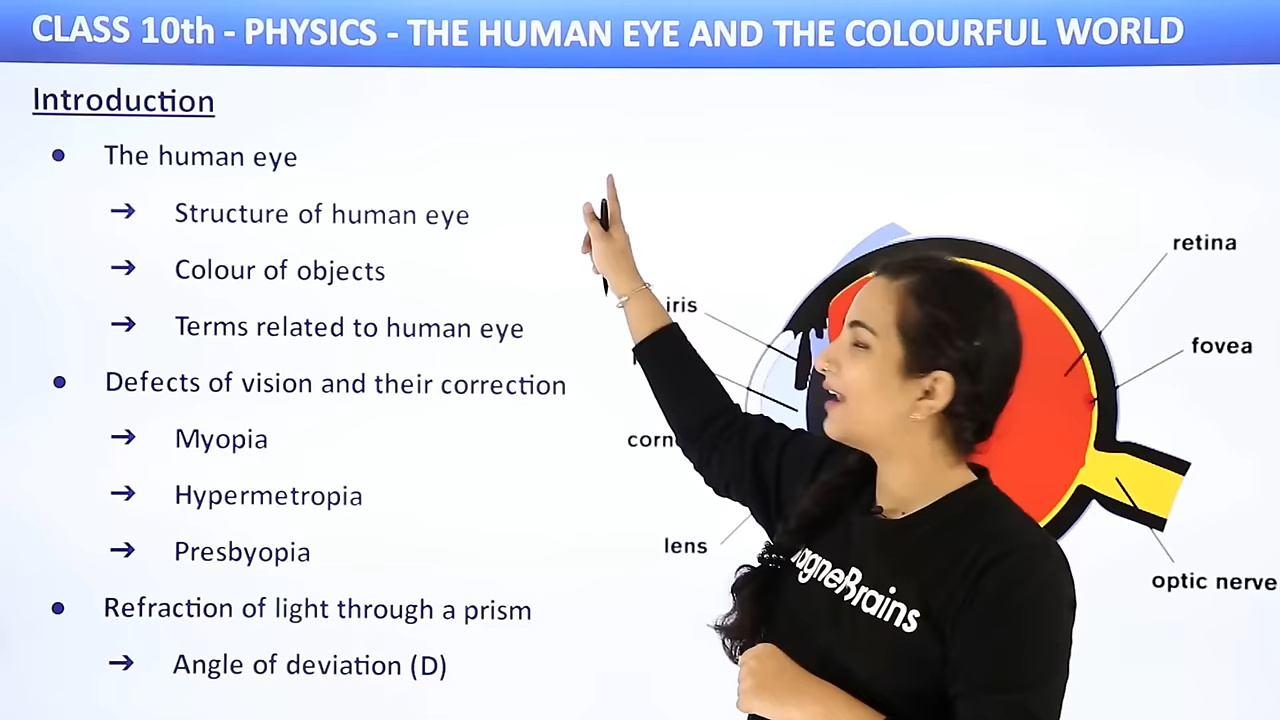 CLASS 10th - PHYSICS - THE HUMAN EYE AND THE COLOURFUL WORLD
Introduction
● The human eye
➔ Structure of human eye
➔ Colour of objects
➔ Terms related to human eye
● Defects of vision and their correction
➔ Myopia
➔ Hypermetropia
➔ Presbyopia
● Refraction of light through a prism
➔ Angle of deviation (D)
retina
iris
fovea
corn
lens
optic nerve
agneBrains